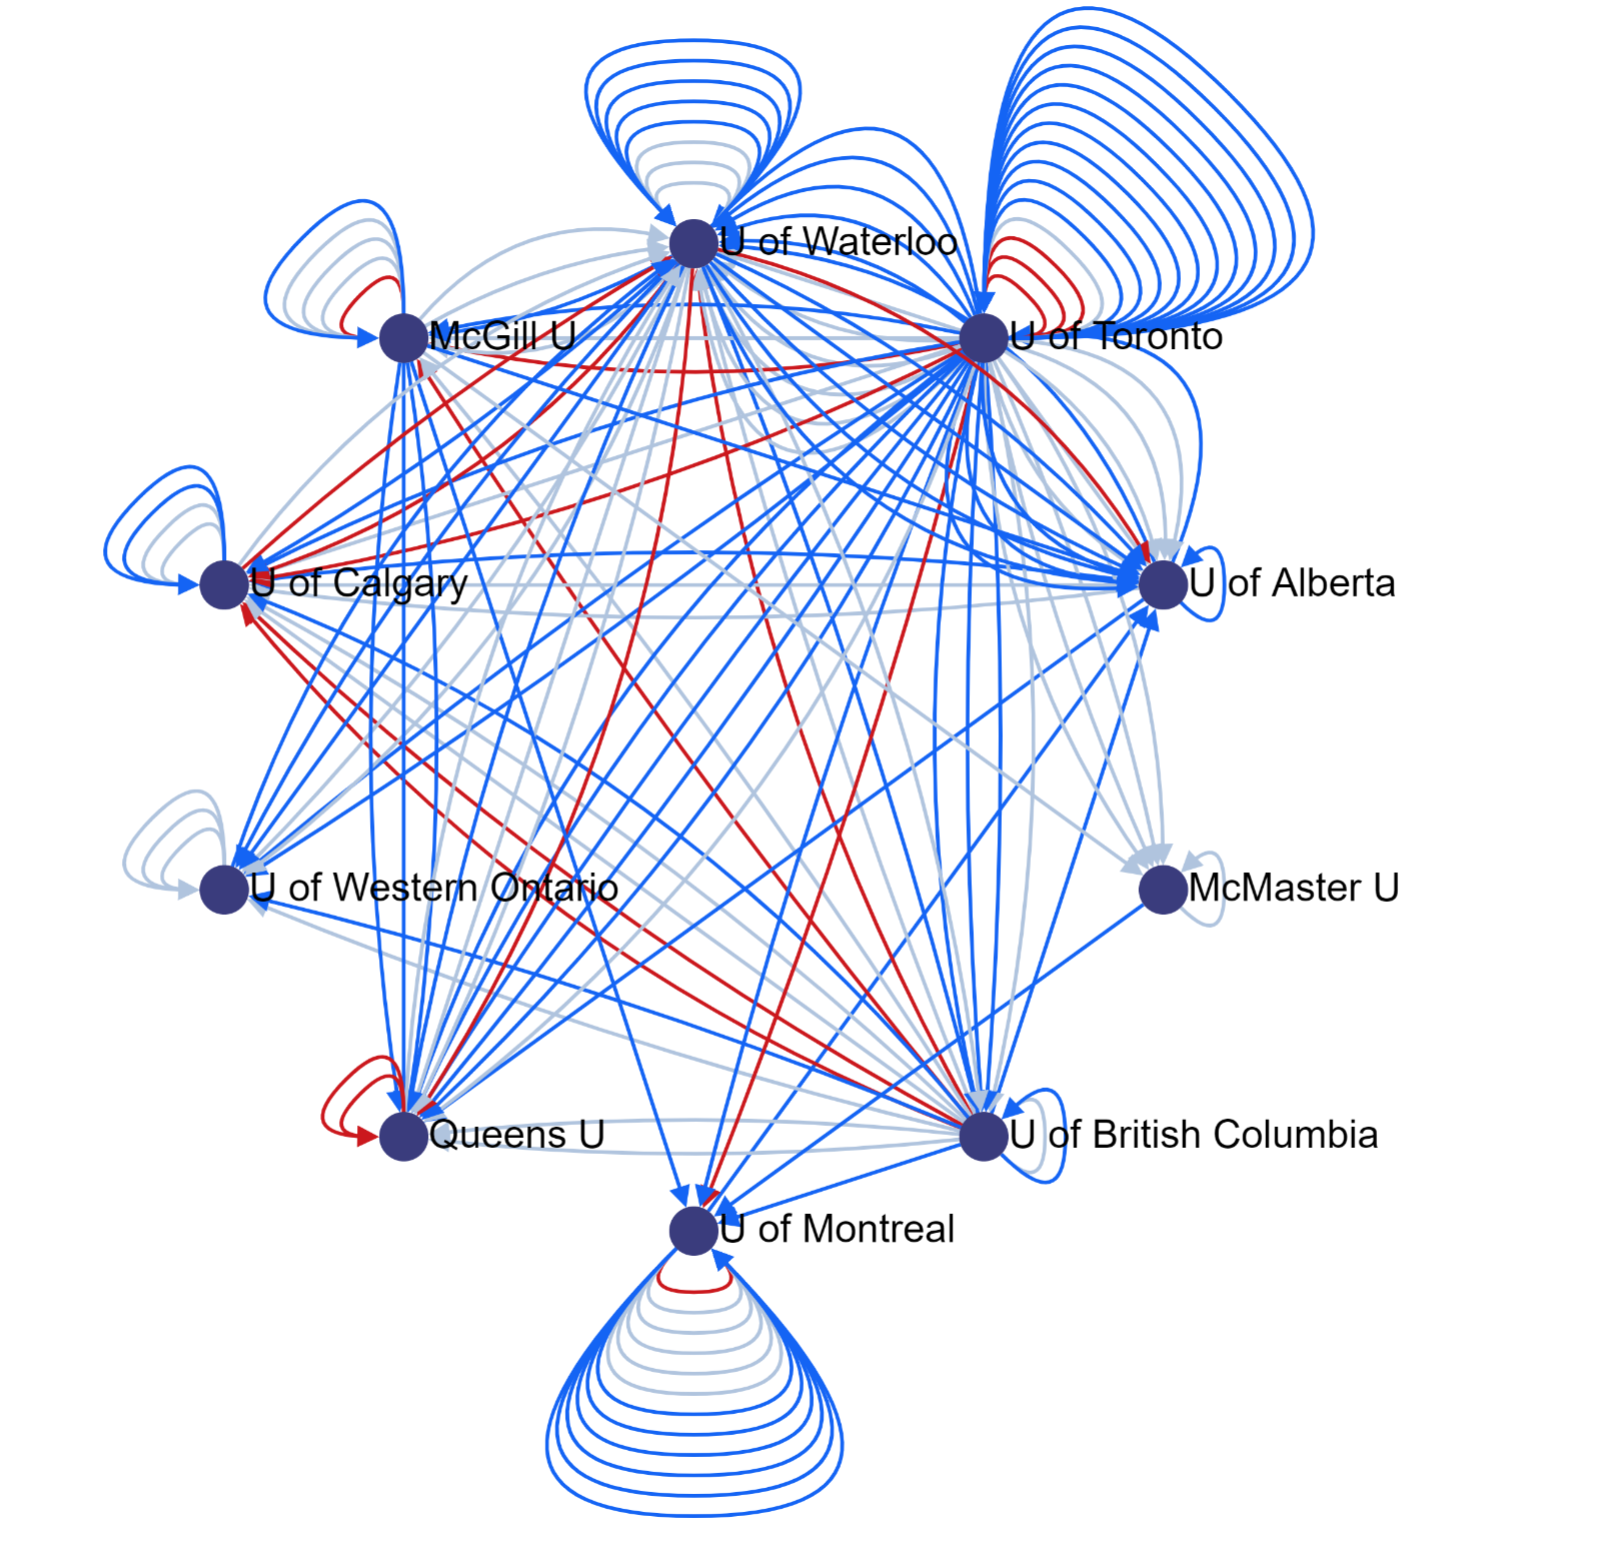 U of Waterloo
McGill U
U of Toronto
U of Calgary
U of Alberta
U of Western Ontario
McMaster U
Queens U
U of British Columbia
U of Montreal